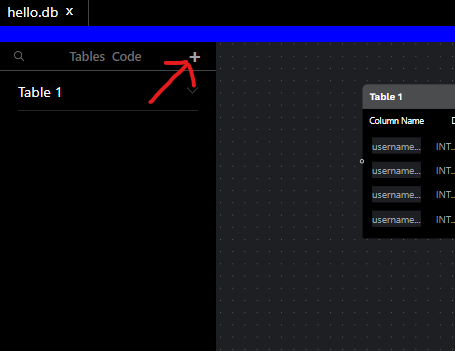 hello.db x
Tables Code +
Table 1
Table 1
Column Name D
username... INT...
username... INT...
username... INT...
username... INT...